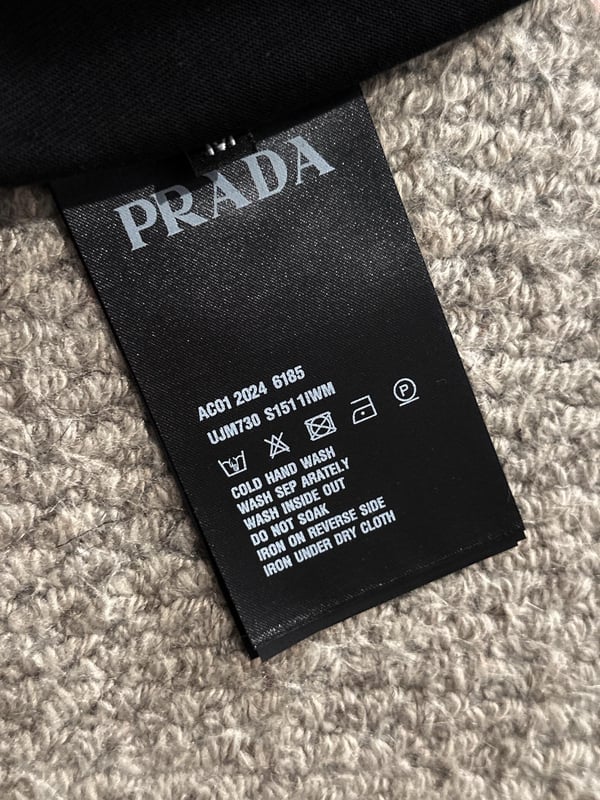 M
PRADA
AC01 2024 6185
UJM730 S151 1IWM
P
COLD HAND WASH
WASH SEP ARATELY
WASH INSIDE OUT
DO NOT SOAK
IRON ON REVERSE SIDE
IRON UNDER DRY CLOTH